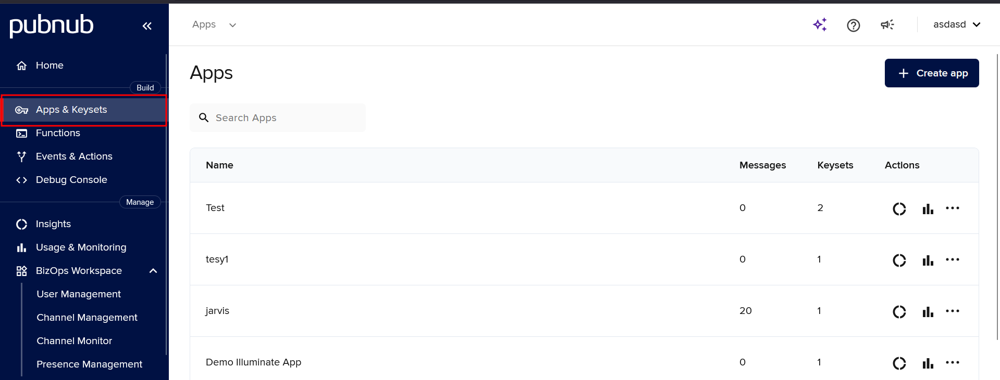 pubnub
Apps
asdasd
Home
Build
Apps & Keysets
Functions
Events & Actions
Debug Console
Manage
Insights
Usage & Monitoring
BizOps Workspace
User Management
Channel Management
Channel Monitor
Presence Management
Apps
Create app
Search Apps
Name Messages Keysets Actions
Test 0 2
tesy1 0 1
jarvis 20 1
Demo Illuminate App 0 1